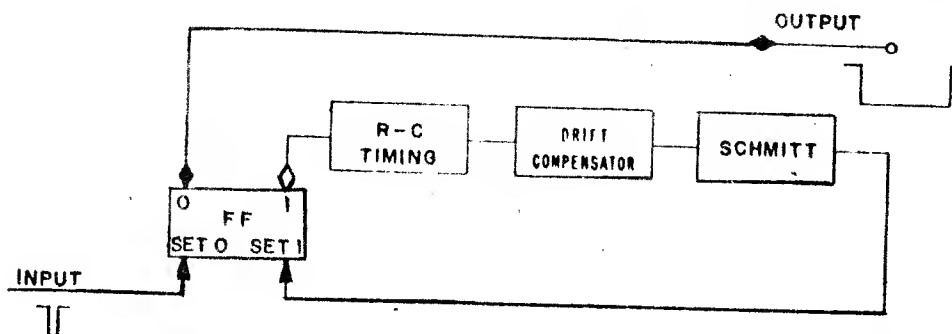 OUTPUT
R-C
TIMING
DRIFT
COMPENSATOR
SCHMITT
0 1
FF
SET 0 SET 1
INPUT